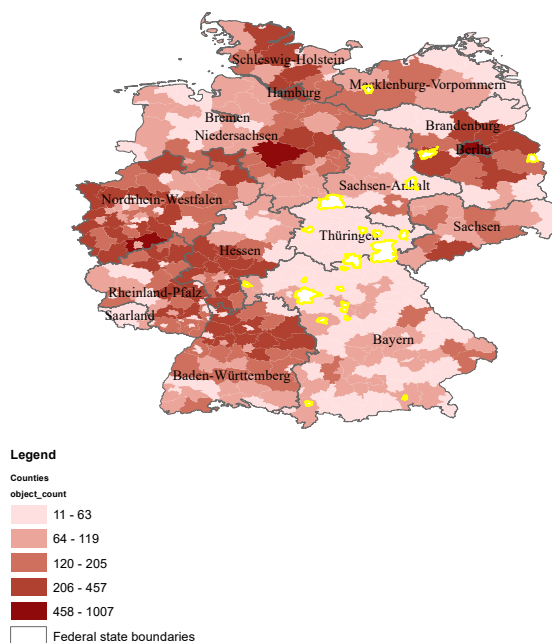 Schleswig-Holstein
Mecklenburg-Vorpommern
Hamburg
Bremen
Niedersachsen
Brandenburg
Berlin
Sachsen-Anhalt
Nordrhein-Westfalen
Sachsen
Thüringen
Hessen
Rheinland-Pfalz
Saarland
Bayern
Baden-Württemberg
Legend
Counties
object_count
11 - 63
64 - 119
120 - 205
206 - 457
458 - 1007
Federal state boundaries